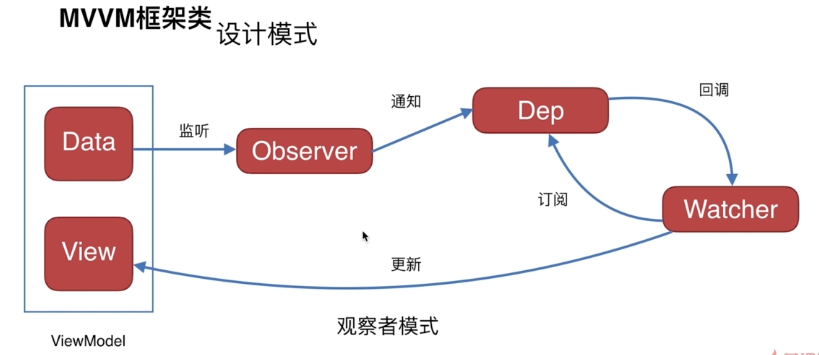 MVVM框架类
设计模式
Data
监听
Observer
通知
Dep
回调
订阅
Watcher
View
更新
观察者模式
ViewModel